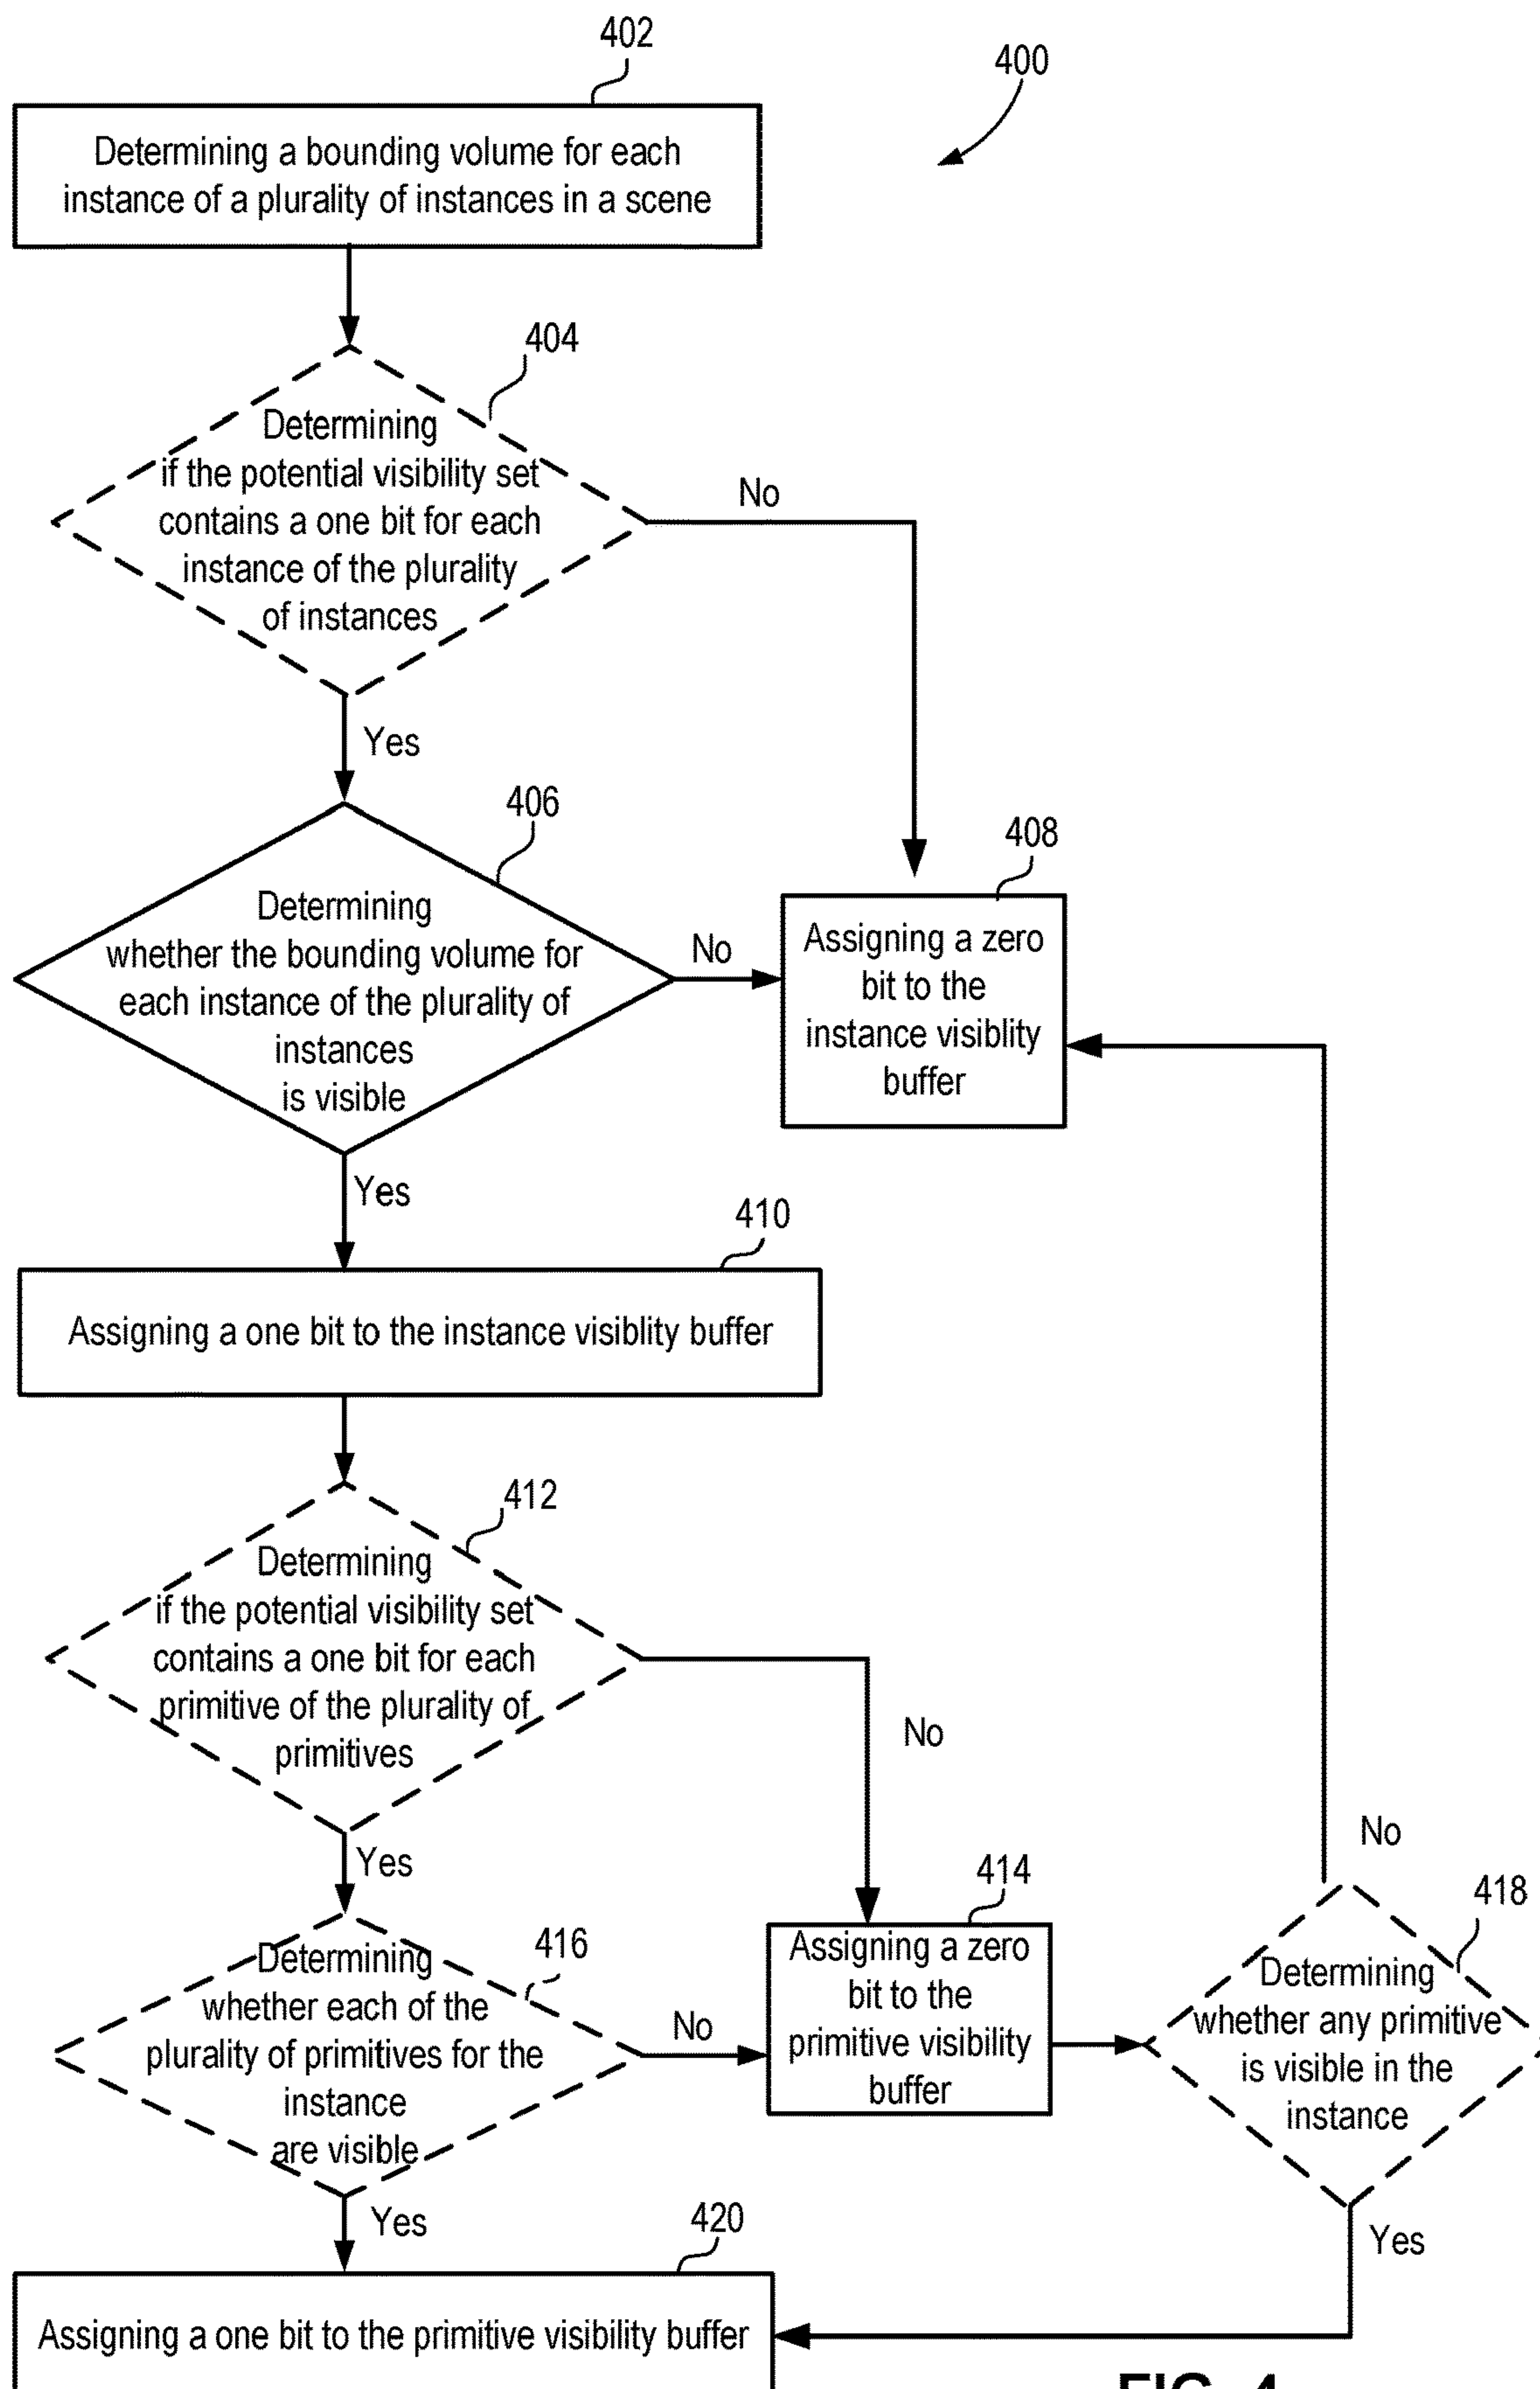 402
400
Determining a bounding volume for each
instance of a plurality of instances in a scene
404
Determining
if the potential visibility set
contains a one bit for each
instance of the plurality
of instances
No
Yes
406
408
Determining
whether the bounding volume for
each instance of the plurality of
instances
is visible
No
Assigning a zero
bit to the
instance visiblity
buffer
Yes
410
Assigning a one bit to the instance visiblity buffer
412
Determining
if the potential visibility set
contains a one bit for each
primitive of the plurality of
primitives
No
Yes
No
414
418
416
Determining
whether each of the
plurality of primitives for the
instance
are visible
No
Assigning a zero
bit to the
primitive visibility
buffer
Determining
whether any primitive
is visible in the
instance
Yes
420
Yes
Assigning a one bit to the primitive visibility buffer
FIG. 4